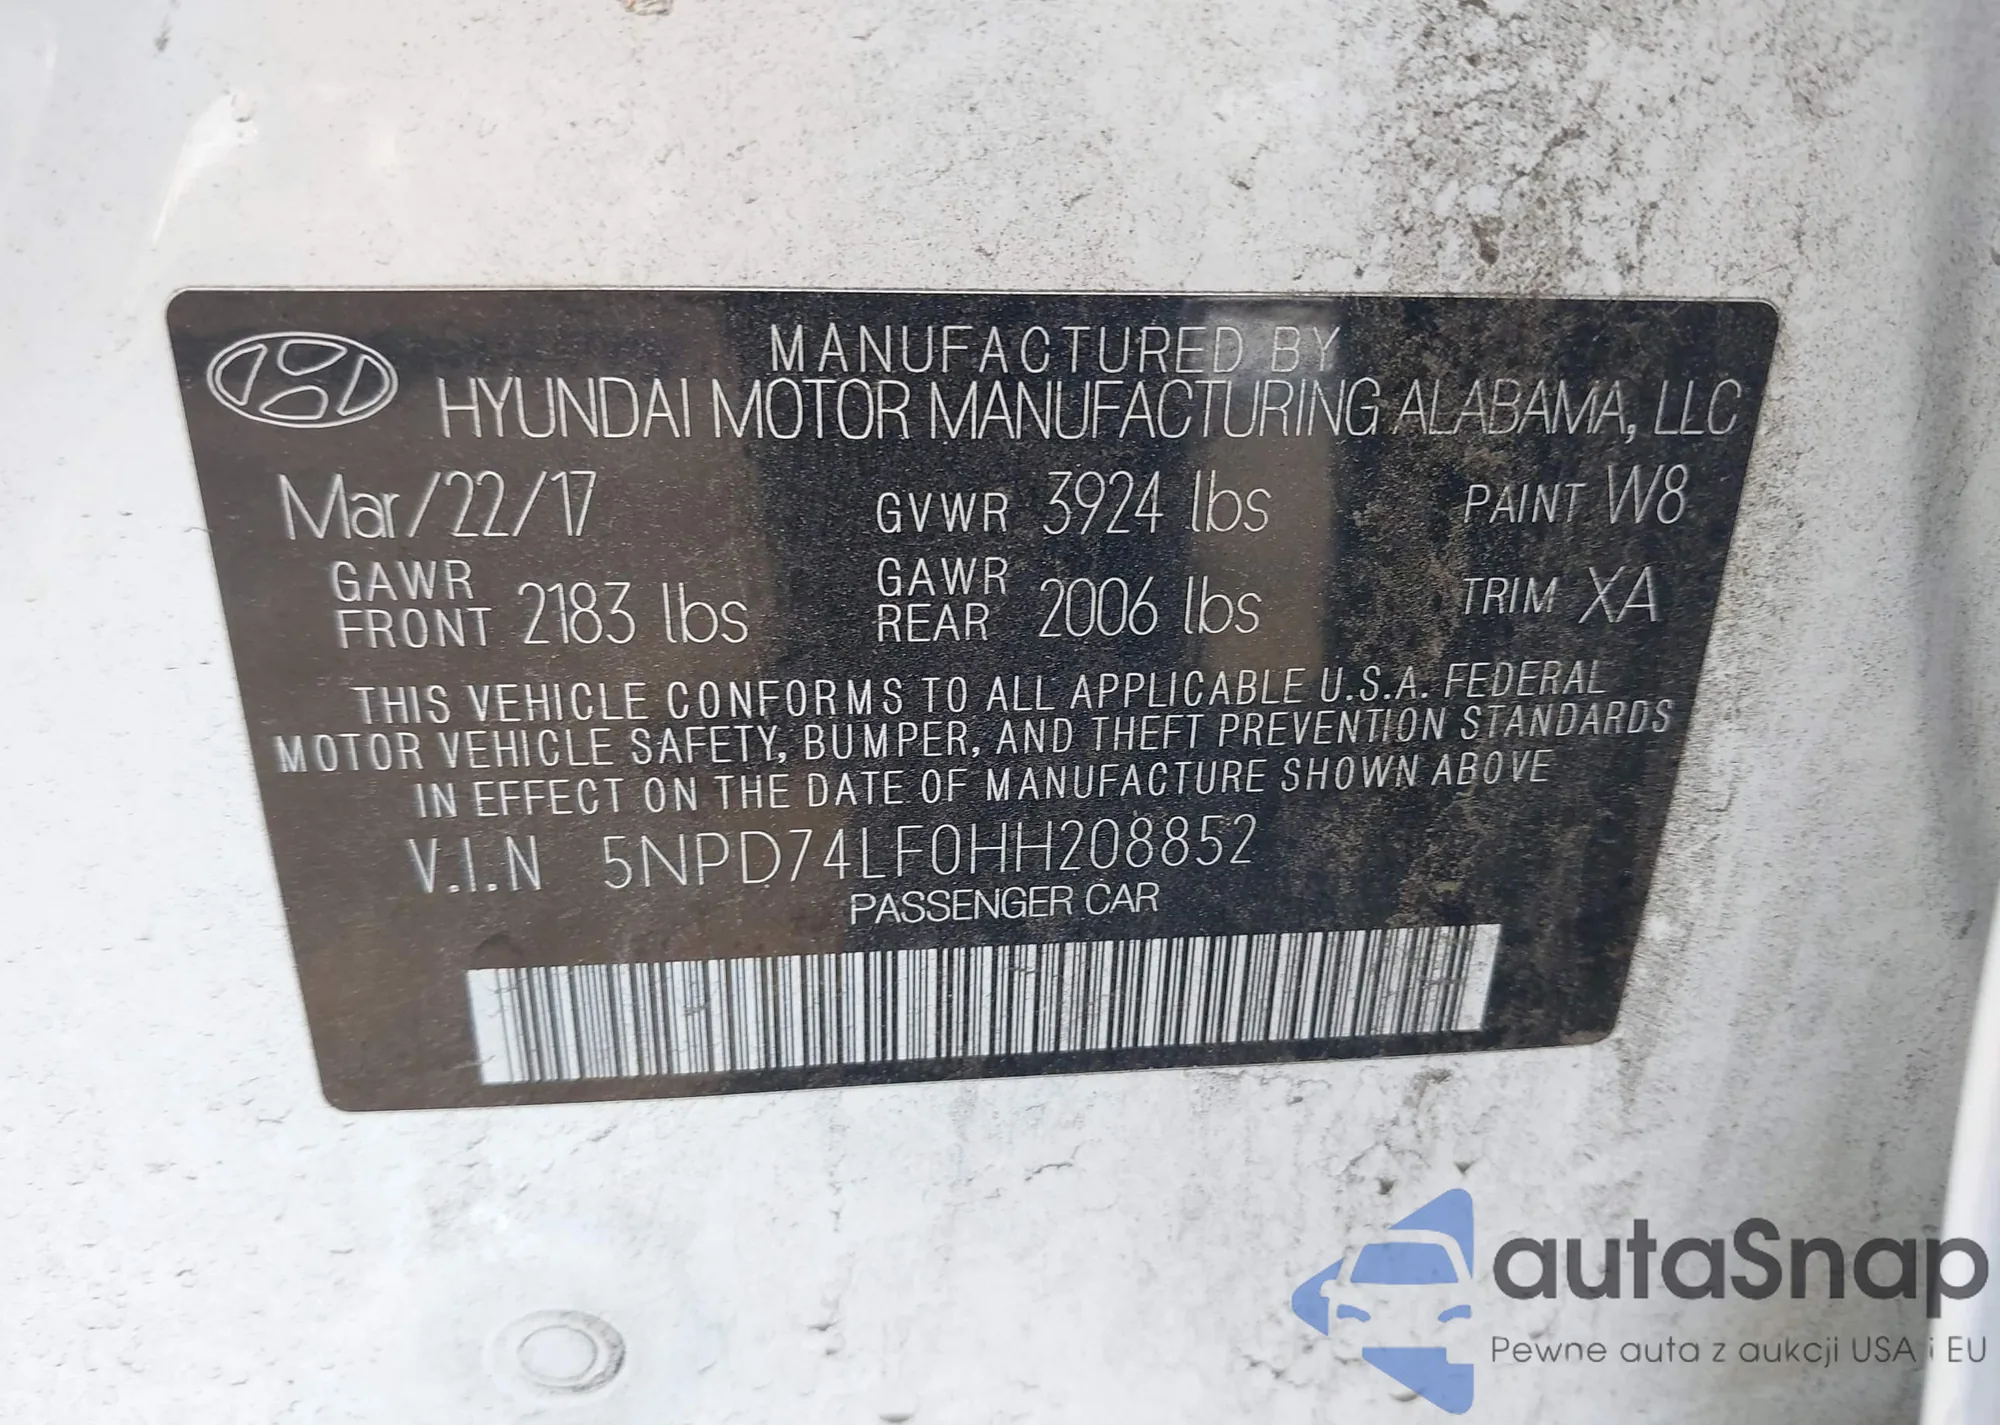 MANUFACTURED BY
HYUNDAI MOTOR MANUFACTURING ALABAMA, LLC
Mar/22/17 GVWR 3924 lbs PAINT W8
GAWR FRONT 2183 lbs GAWR REAR 2006 lbs TRIM XA
THIS VEHICLE CONFORMS TO ALL APPLICABLE U.S.A. FEDERAL
MOTOR VEHICLE SAFETY, BUMPER, AND THEFT PREVENTION STANDARDS
IN EFFECT ON THE DATE OF MANUFACTURE SHOWN ABOVE
V.I.N 5NPD74LF0HH208852
PASSENGER CAR
autaSnap
Pewne auta z aukcji USA i EU